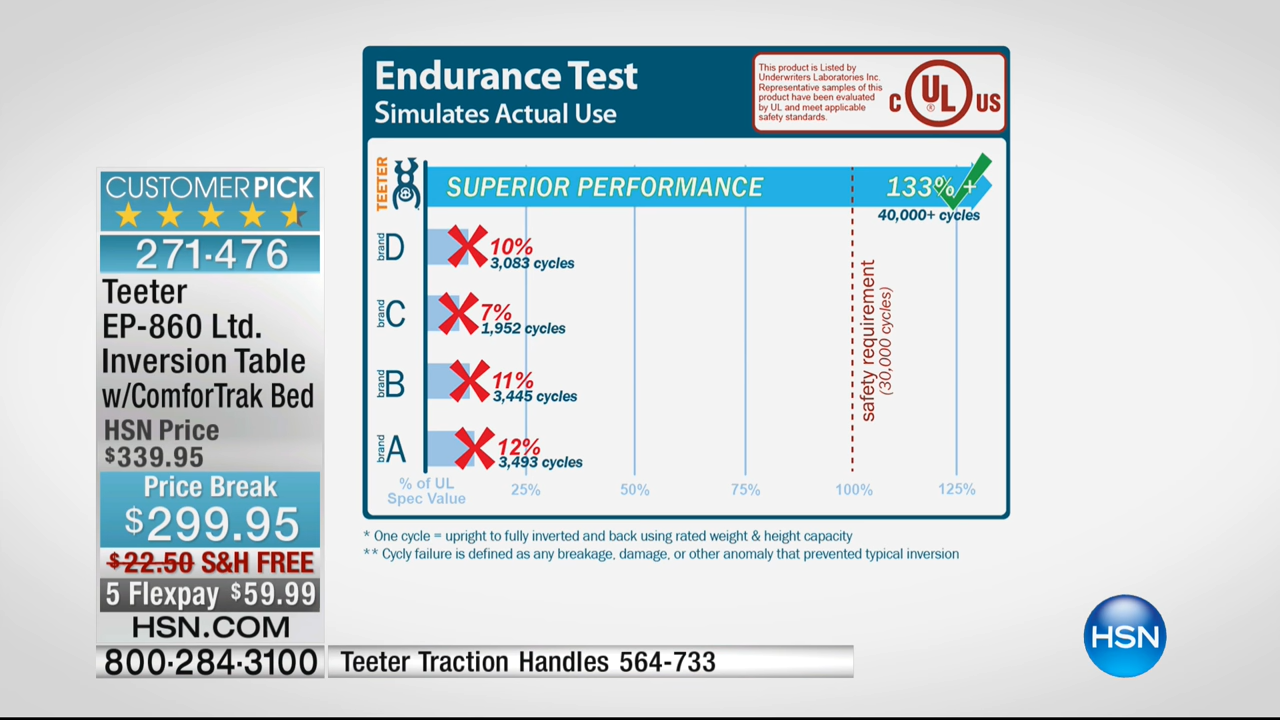 CUSTOMER PICK
271·476
Teeter
EP-860 Ltd.
Inversion Table
w/ComforTrak Bed
HSN Price
$339.95
Price Break
$299.95
$22.50 S&H FREE
5 Flexpay $59.99
HSN.COM
800·284·3100
Teeter Traction Handles 564-733
Endurance Test
Simulates Actual Use
This product is Listed by
Underwriters Laboratories Inc.
Representative samples of this
product have been evaluated
by UL and meet applicable
safety standards.
C UL ® US
TEETER
SUPERIOR PERFORMANCE
133% +
40,000+ cycles
brand D
10%
3,083 cycles
brand C
7%
1,952 cycles
brand B
11%
3,445 cycles
brand A
12%
3,493 cycles
safety requirement
(30,000 cycles)
% of UL
Spec Value
25%
50%
75%
100%
125%
* One cycle = upright to fully inverted and back using rated weight & height capacity
** Cycly failure is defined as any breakage, damage, or other anomaly that prevented typical inversion
HSN